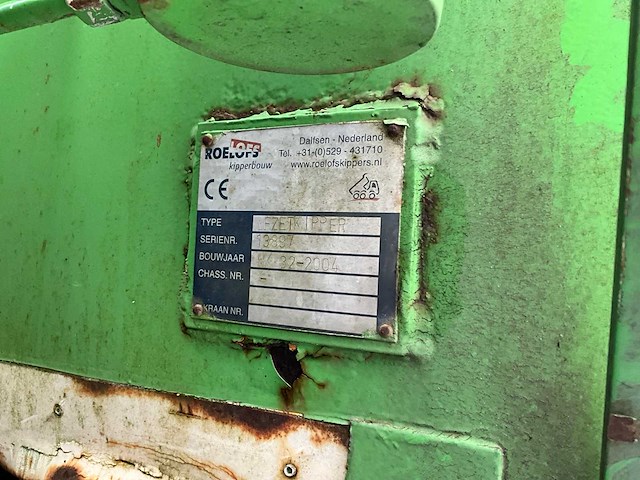 ROELOFS
kipperbouw
Dalfsen - Nederland
Tel. +31-(0)529 - 431710
www.roelofskippers.nl
CE
TYPE
SERIENR.
BOUWJAAR 2004
CHASS. NR. -
KRAAN NR.